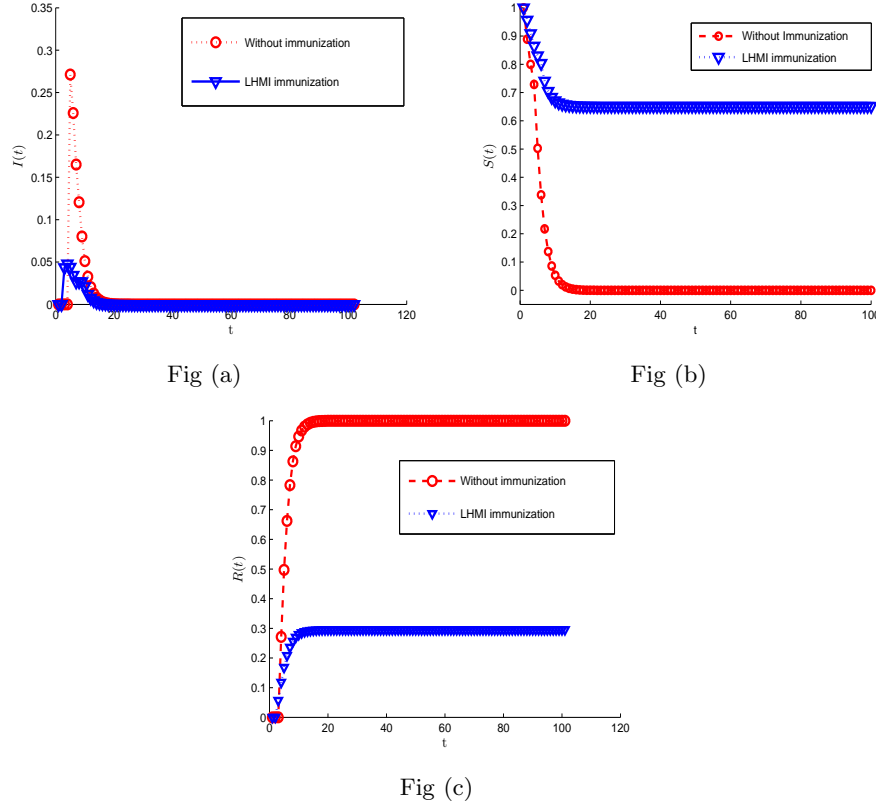 0.35
0.3
0.25
0.2
0.15
0.1
0.05
0
I(t)
0 20 40 60 80 100 120
t
Without immunization
LHMI immunization
Fig (a)
1
0.9
0.8
0.7
0.6
0.5
0.4
0.3
0.2
0.1
0
S(t)
0 20 40 60 80 100
t
Without Immunization
LHMI immunization
Fig (b)
1
0.9
0.8
0.7
0.6
0.5
0.4
0.3
0.2
0.1
0
R(t)
0 20 40 60 80 100 120
t
Without immunization
LHMI immunization
Fig (c)